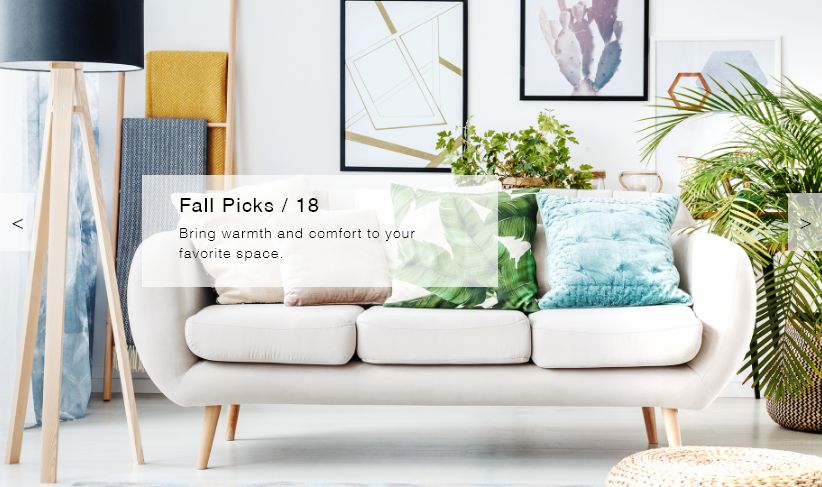 Fall Picks / 18
Bring warmth and comfort to your
favorite space.
<
>